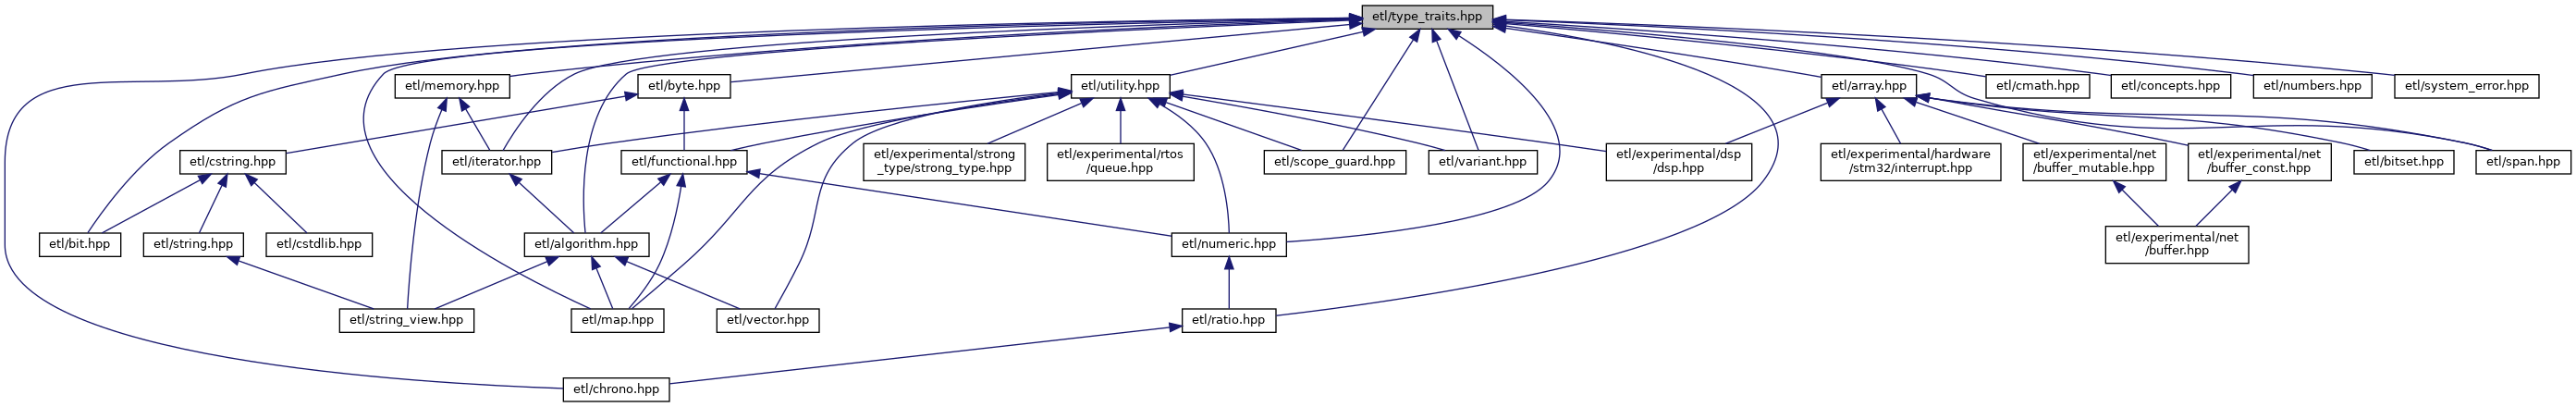 etl/type_traits.hpp
etl/memory.hpp
etl/byte.hpp
etl/utility.hpp
etl/array.hpp
etl/cmath.hpp
etl/concepts.hpp
etl/numbers.hpp
etl/system_error.hpp
etl/cstring.hpp
etl/iterator.hpp
etl/functional.hpp
etl/experimental/strong
_type/strong_type.hpp
etl/experimental/rtos
/queue.hpp
etl/scope_guard.hpp
etl/variant.hpp
etl/experimental/dsp
/dsp.hpp
etl/experimental/hardware
/stm32/interrupt.hpp
etl/experimental/net
/buffer_mutable.hpp
etl/experimental/net
/buffer_const.hpp
etl/bitset.hpp
etl/span.hpp
etl/bit.hpp
etl/string.hpp
etl/cstdlib.hpp
etl/algorithm.hpp
etl/numeric.hpp
etl/experimental/net
/buffer.hpp
etl/string_view.hpp
etl/map.hpp
etl/vector.hpp
etl/ratio.hpp
etl/chrono.hpp